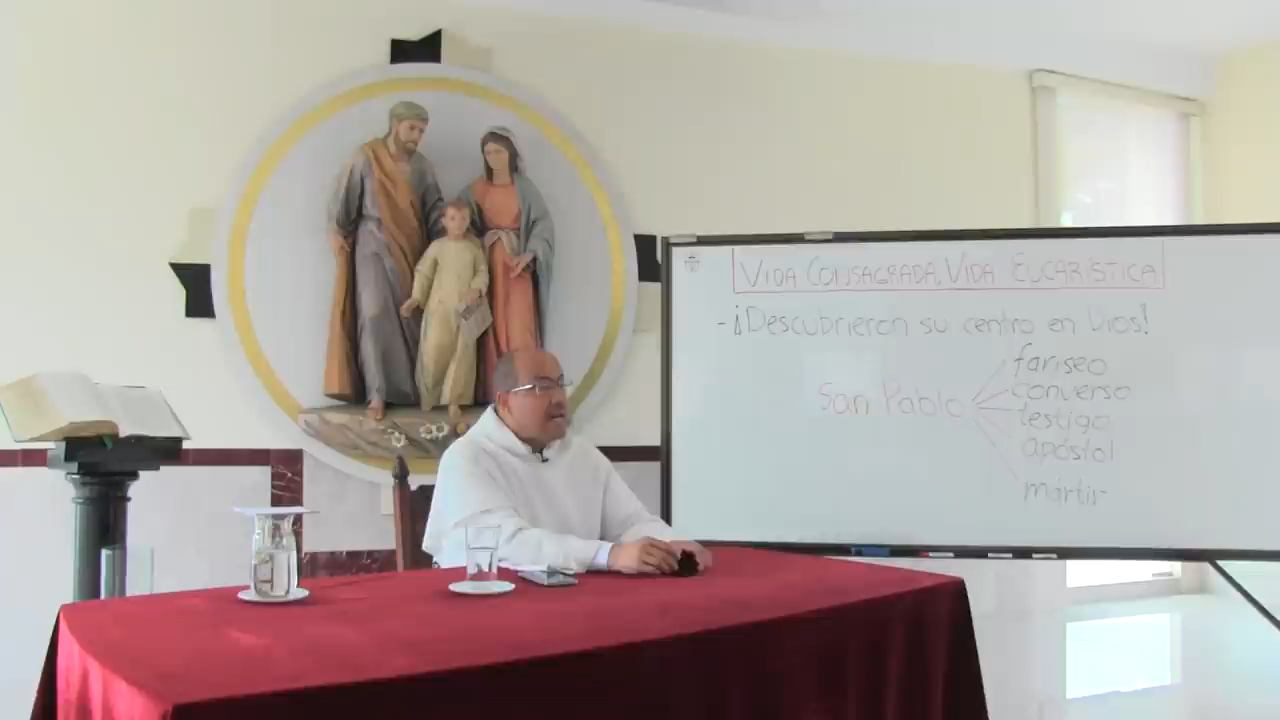 VIDA CONSAGRADA, VIDA EUCARÍSTICA
- ¡Descubrieron su centro en Dios!
San Pablo
fariseo
converso
testigo
apóstol
mártir